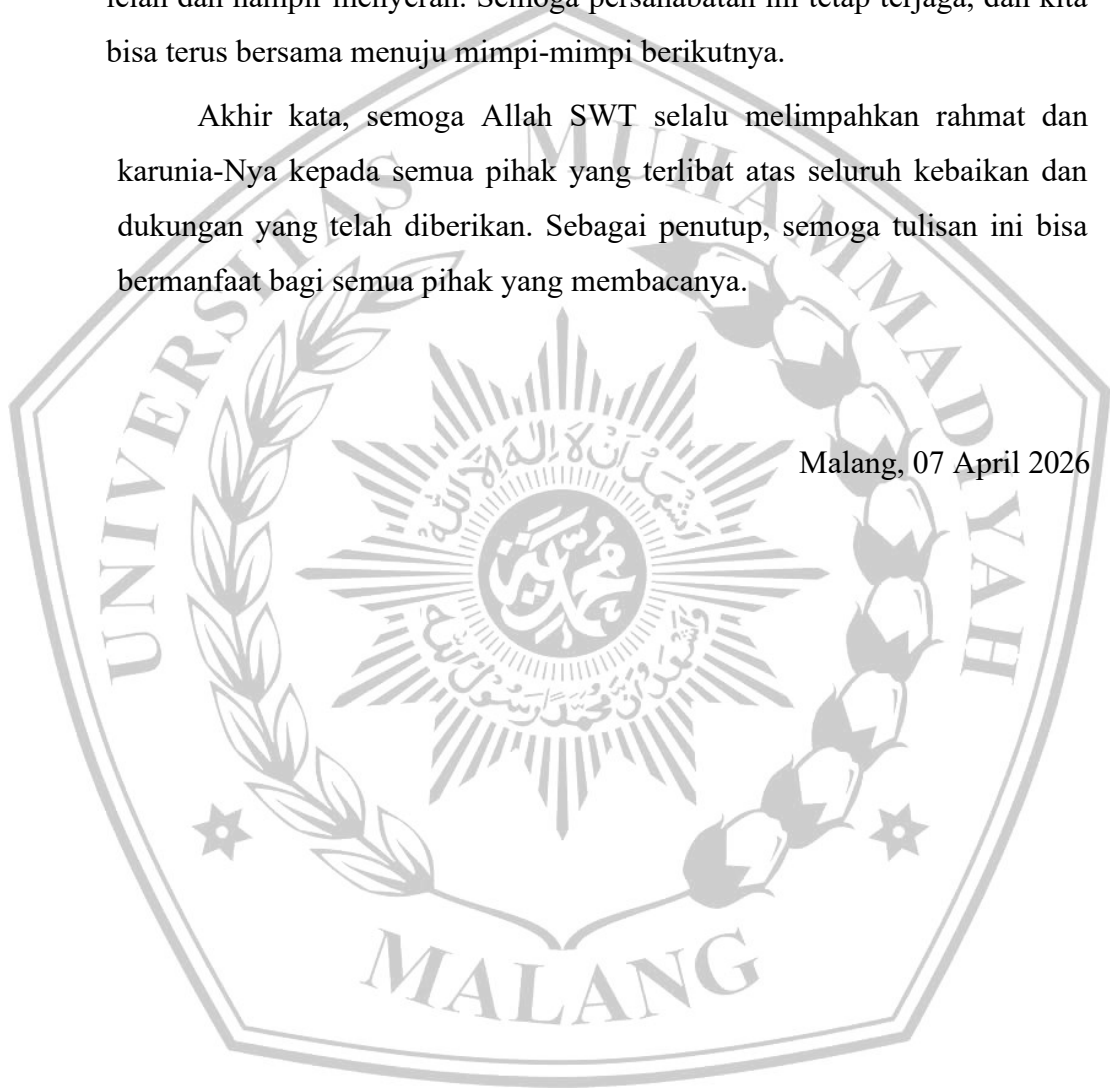 lelah dan hampir menyerah. Semoga persahabatan ini tetap terjaga, dan kita
bisa terus bersama menuju mimpi-mimpi berikutnya.
Akhir kata, semoga Allah SWT selalu melimpahkan rahmat dan
karunia-Nya kepada semua pihak yang terlibat atas seluruh kebaikan dan
dukungan yang telah diberikan. Sebagai penutup, semoga tulisan ini bisa
bermanfaat bagi semua pihak yang membacanya.
Malang, 07 April 2026
UNIVERSITAS MUHAMMADIYAH
MALANG